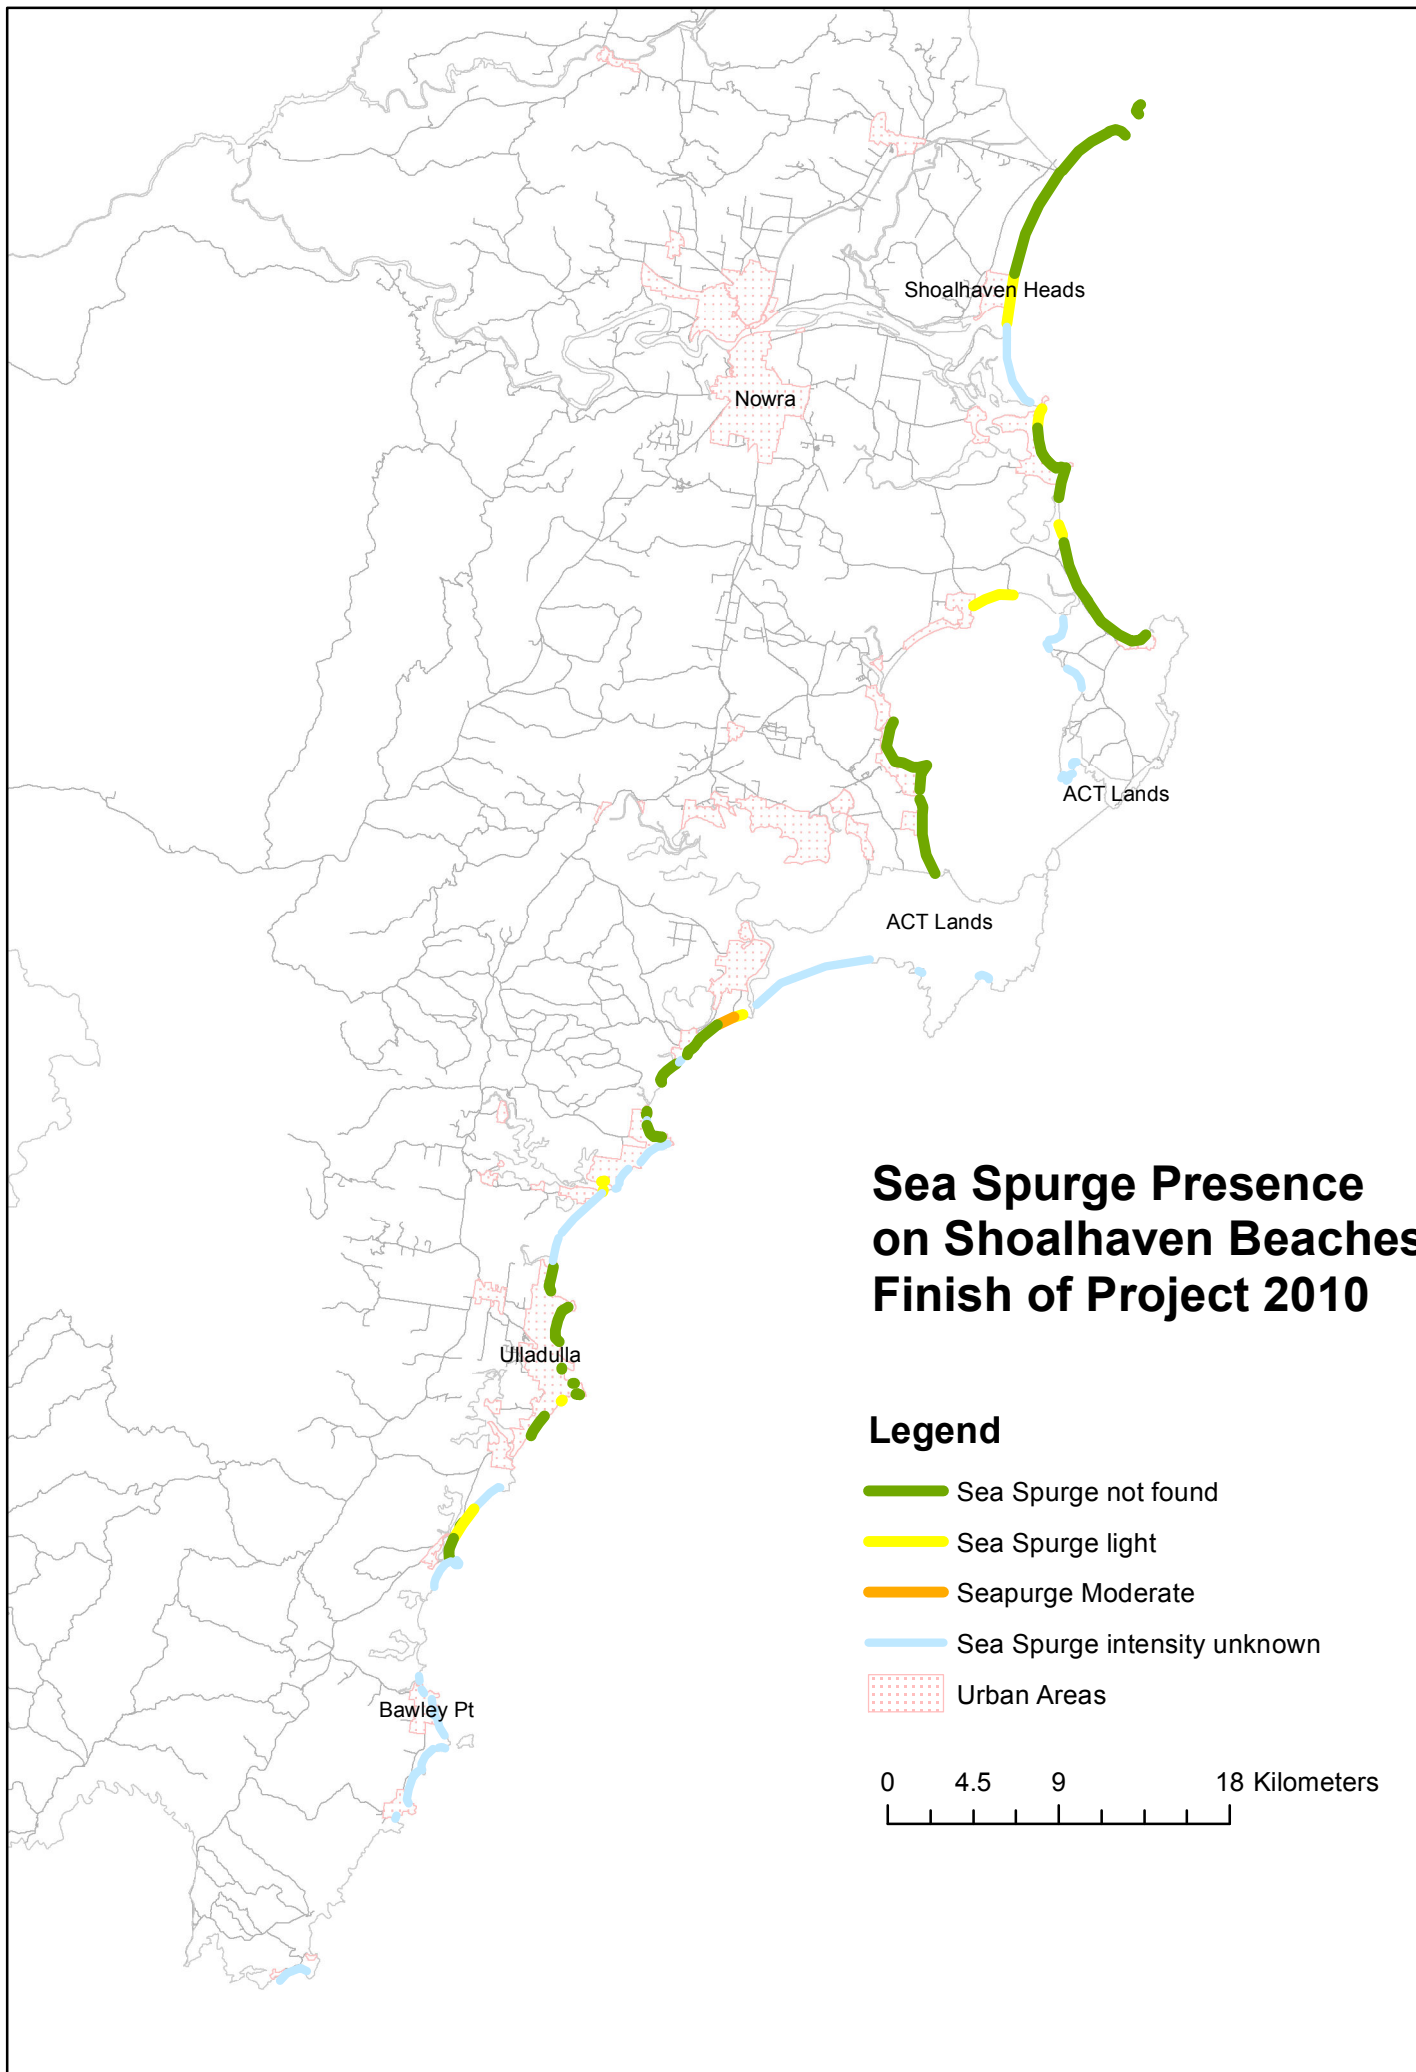 Shoalhaven Heads
Nowra
ACT Lands
ACT Lands
Sea Spurge Presence
on Shoalhaven Beaches
Finish of Project 2010
Ulladulla
Legend
Sea Spurge not found
Sea Spurge light
Seapurge Moderate
Sea Spurge intensity unknown
Urban Areas
Bawley Pt
0 4.5 9 18 Kilometers